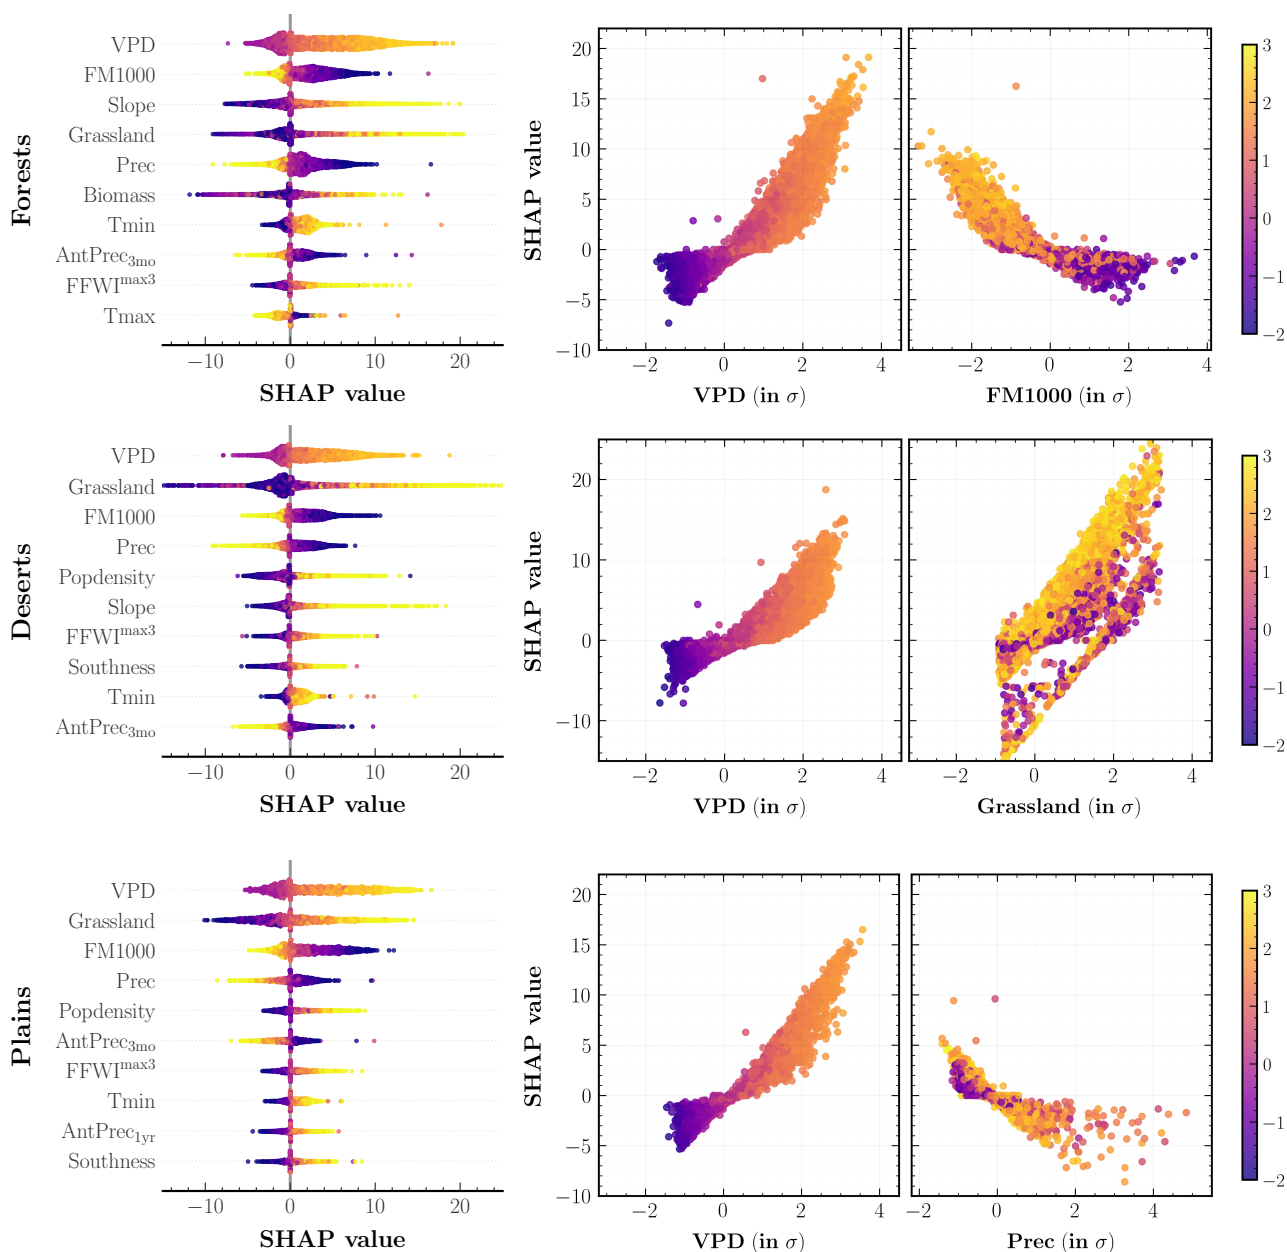 Forests
VPD
FM1000
Slope
Grassland
Prec
Biomass
Tmin
AntPrec3mo
FFWImax3
Tmax
−10 0 10 20
SHAP value
SHAP value
20
15
10
5
0
−5
−10
−2 0 2 4
VPD (in σ)
−2 0 2 4
FM1000 (in σ)
3
2
1
0
−1
−2
Deserts
VPD
Grassland
FM1000
Prec
Popdensity
Slope
FFWImax3
Southness
Tmin
AntPrec3mo
−10 0 10 20
SHAP value
SHAP value
20
10
0
−10
−2 0 2 4
VPD (in σ)
−2 0 2 4
Grassland (in σ)
3
2
1
0
−1
−2
Plains
VPD
Grassland
FM1000
Prec
Popdensity
AntPrec3mo
FFWImax3
Tmin
AntPrec1yr
Southness
−10 0 10 20
SHAP value
SHAP value
20
15
10
5
0
−5
−10
−2 0 2 4
VPD (in σ)
−2 0 2 4
Prec (in σ)
3
2
1
0
−1
−2